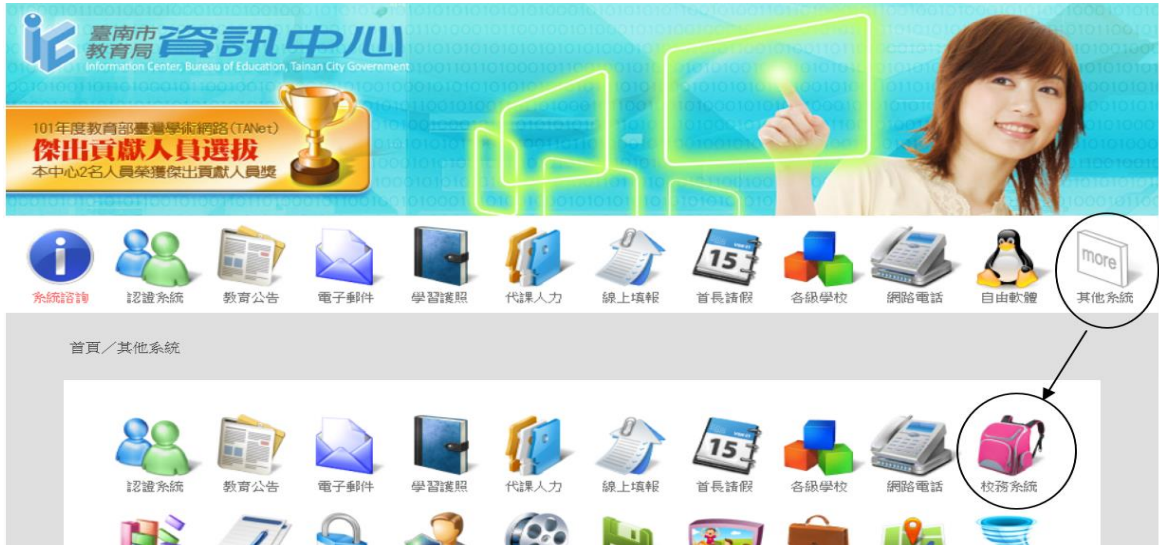 臺南市
教育局
資訊中心
Information Center, Bureau of Education, Tainan City Government
101年度教育部臺灣學術網路(TANet)
傑出貢獻人員選拔
本中心2名人員榮獲傑出貢獻人員獎
15
more
系統諮詢 認證系統 教育公告 電子郵件 學習護照 代課人力 線上填報 首長請假 各級學校 網路電話 自由軟體 其他系統
首頁／其他系統
15
認證系統 教育公告 電子郵件 學習護照 代課人力 線上填報 首長請假 各級學校 網路電話 校務系統